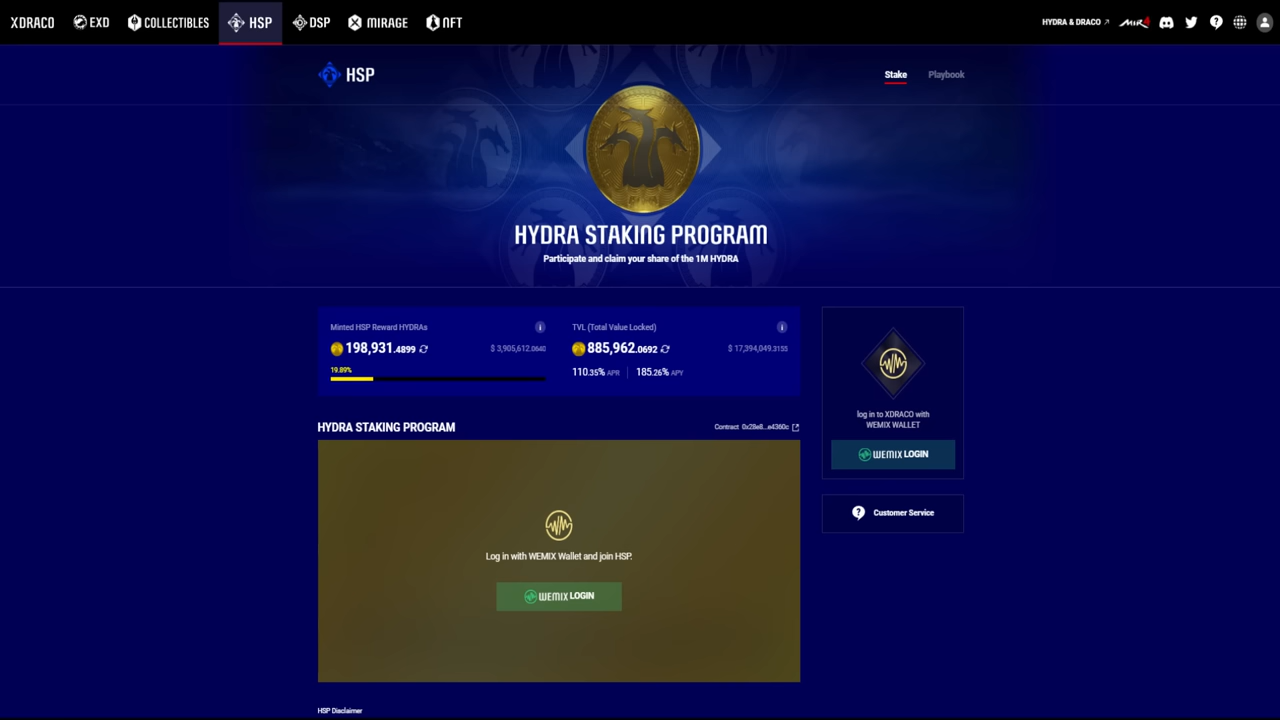 XDRACO EXD COLLECTIBLES HSP DSP MIRAGE NFT HYDRA & DRACO MIR4
HSP Stake Playbook
HYDRA STAKING PROGRAM
Participate and claim your share of the 1M HYDRA
Minted HSP Reward HYDRAs
198,931.4899 $ 3,905,612.0640
19.89%
TVL (Total Value Locked)
885,962.0692 $ 17,394,049.3155
110.35% APR 185.26% APY
log in to XDRACO with
WEMIX WALLET
WEMIX LOGIN
Customer Service
HYDRA STAKING PROGRAM Contract 0x28e8...e4360c
Log in with WEMIX Wallet and join HSP.
WEMIX LOGIN
HSP Disclaimer